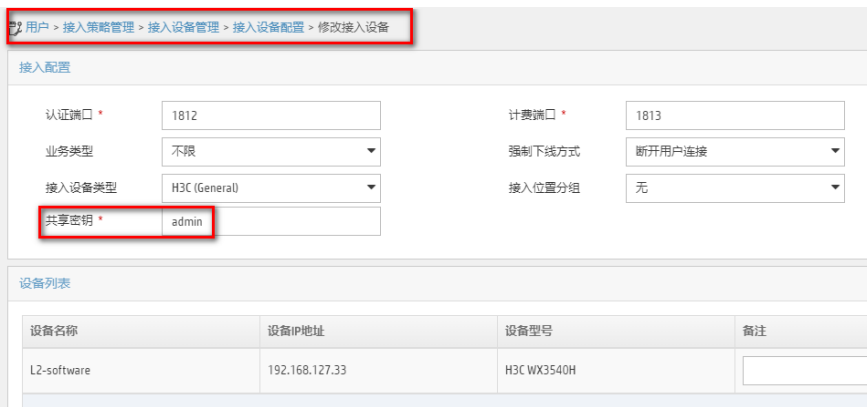 用户 > 接入策略管理 > 接入设备管理 > 接入设备配置 > 修改接入设备
接入配置
认证端口 * 1812 计费端口 * 1813
业务类型 不限 强制下线方式 断开用户连接
接入设备类型 H3C (General) 接入位置分组 无
共享密钥 * admin
设备列表
设备名称 设备IP地址 设备型号 备注
L2-software 192.168.127.33 H3C WX3540H